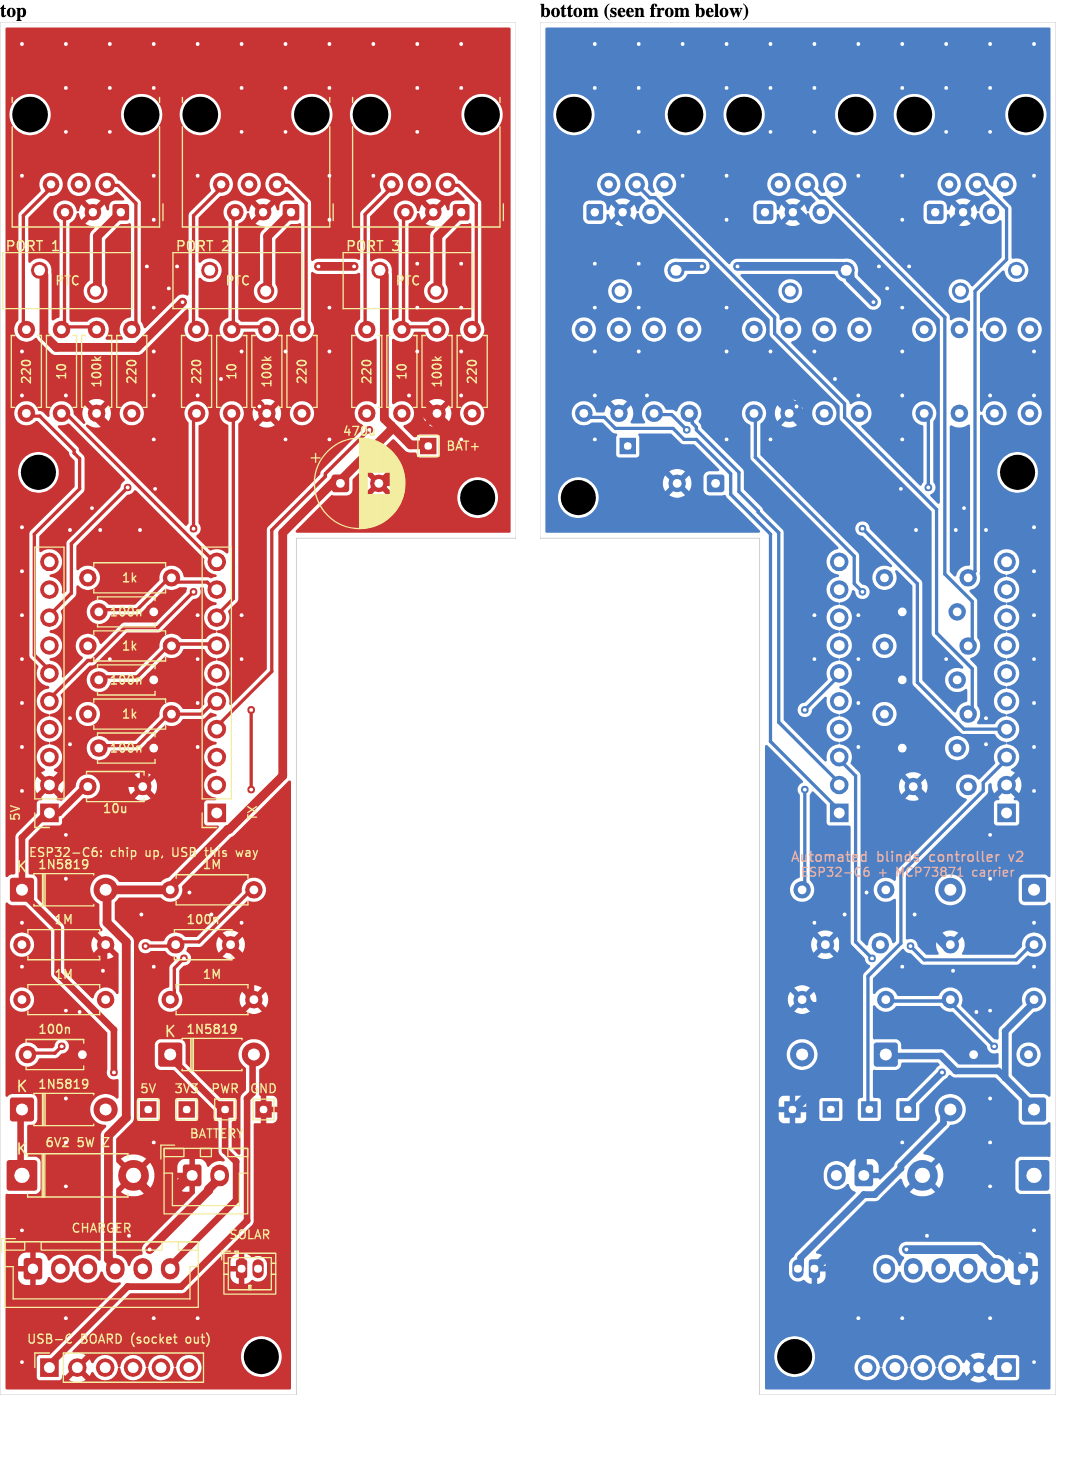 top
bottom (seen from below)
PORT 1
PORT 2
PORT 3
PTC
PTC
PTC
220
10
100k
220
220
10
100k
220
220
10
100k
220
+
BAT+
1k
100n
1k
100n
1k
100n
10u
5V
ESP32-C6: chip up, USB this way
K
1N5819
1M
1M
100n
1M
1M
100n
K
1N5819
K
1N5819
5V
3V3
PWR
GND
BATTERY
K
6V2 5W Z
CHARGER
SOLAR
USB-C BOARD (socket out)
Automated blinds controller v2
ESP32-C6 + MCP73871 carrier